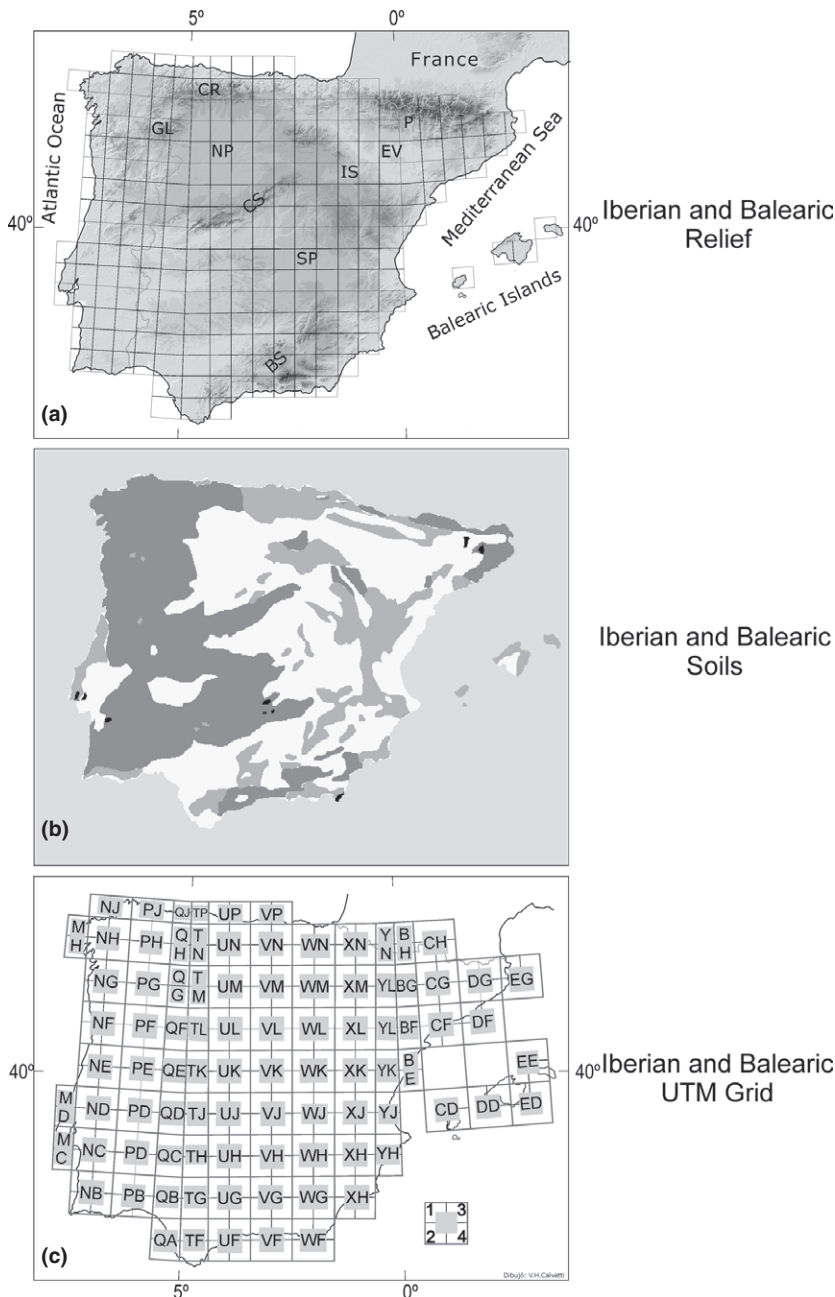 5º 0º
France
CR
P
GL
NP
EV
IS
CS
SP
BS
Atlantic Ocean
Mediterranean Sea
Balearic Islands
40º 40º
(a)
Iberian and Balearic
Relief
(b)
Iberian and Balearic
Soils
NJ PJ QJ TP UP VP
M
H NH PH Q
H T
N UN VN WN XN Y
N B
H CH
NG PG Q
G T
M UM VM WM XM YL BG CG DG EG
NF PF QF TL UL VL WL XL YL BF CF DF
40º NE PE QE TK UK VK WK XK YK B
E EE 40º
M
D ND PD QD TJ UJ VJ WJ XJ YJ CD DD ED
M
C NC PD QC TH UH VH WH XH YH
NB PB QB TG UG VG WG XH
QA TF UF VF WF
1 3
2 4
(c)
Dibujó: V.H.Calvetti
5º 0º
Iberian and Balearic
UTM Grid